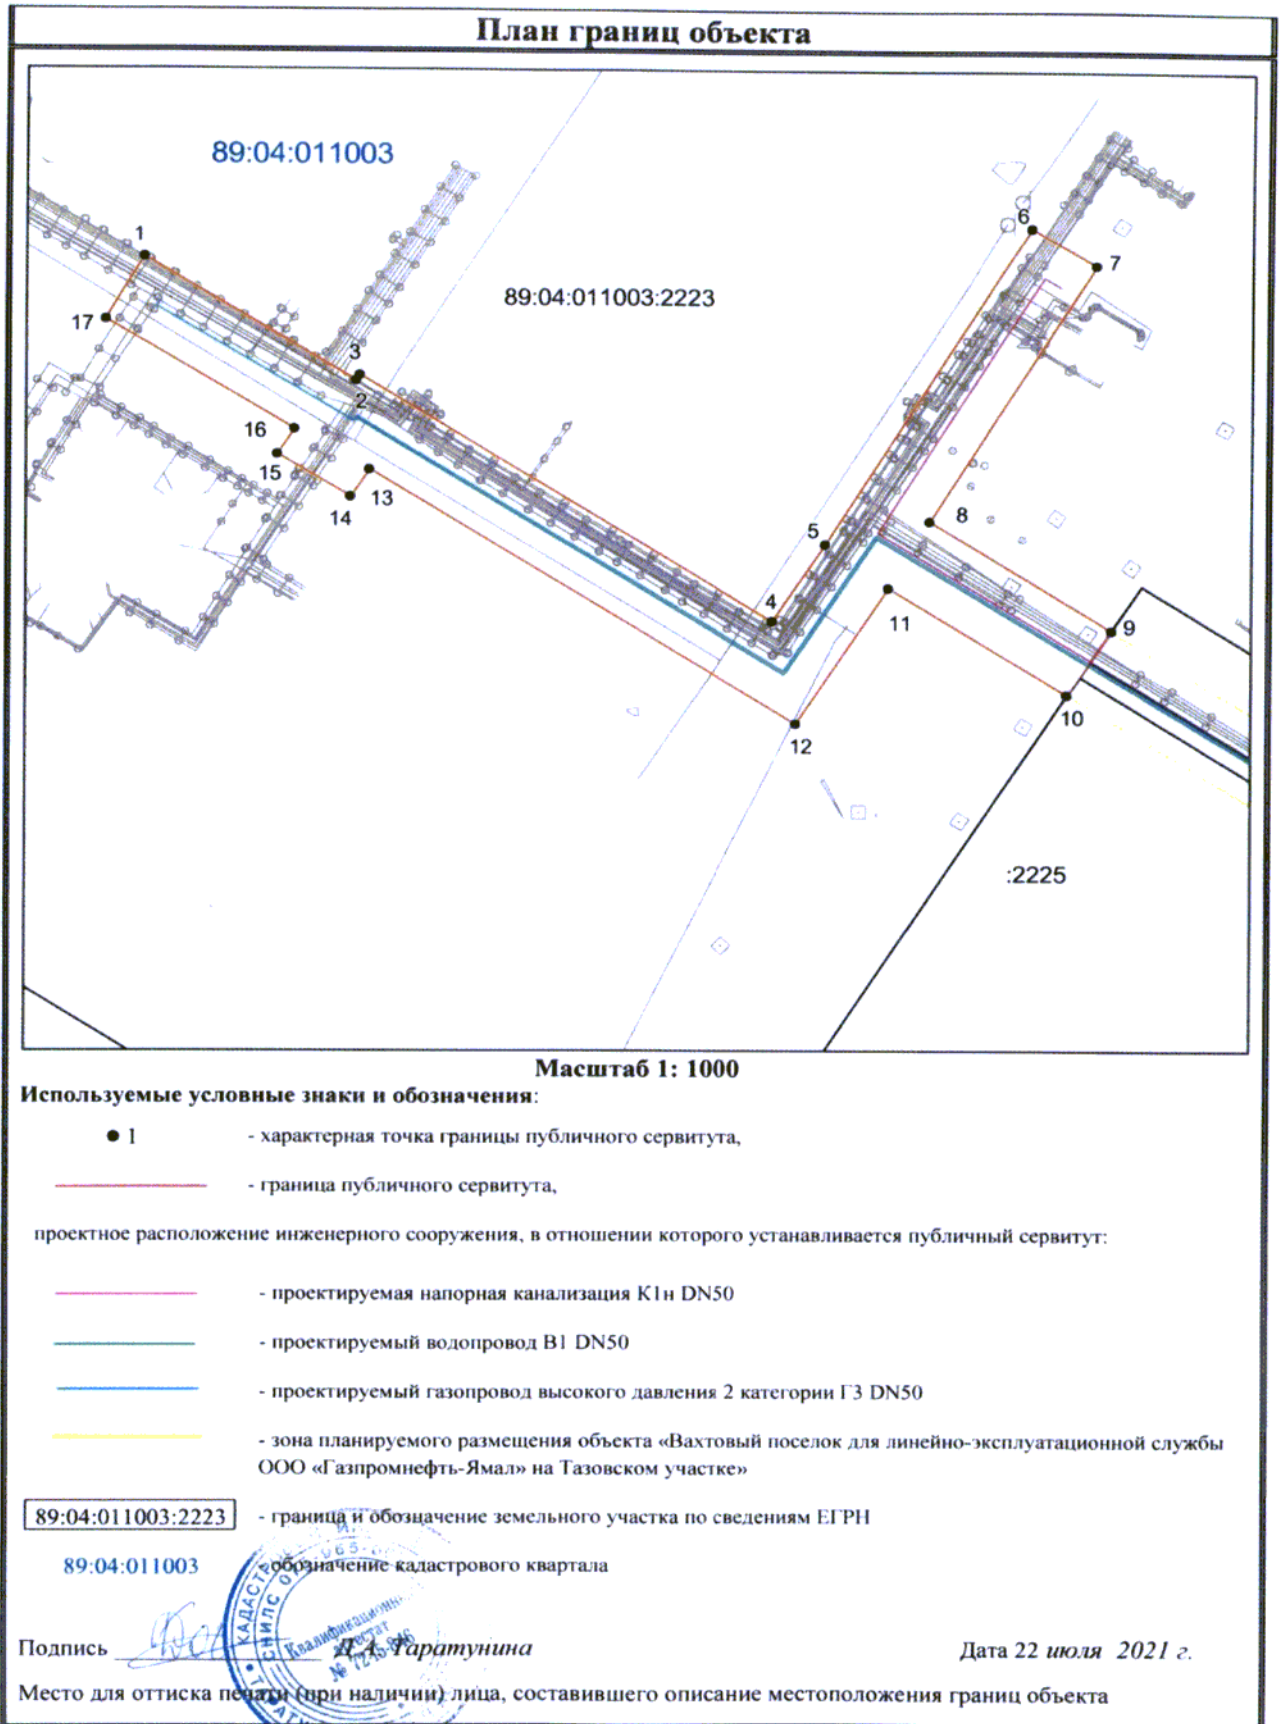 План границ объекта
89:04:011003
1
6
7
89:04:011003:2223
17
3
2
16
15
13
14
8
5
4
11
9
10
12
:2225
Масштаб 1: 1000
Используемые условные знаки и обозначения:
1 - характерная точка границы публичного сервитута,
- граница публичного сервитута,
проектное расположение инженерного сооружения, в отношении которого устанавливается публичный сервитут:
- проектируемая напорная канализация К1н DN50
- проектируемый водопровод В1 DN50
- проектируемый газопровод высокого давления 2 категории Г3 DN50
- зона планируемого размещения объекта «Вахтовый поселок для линейно-эксплуатационной службы
ООО «Газпромнефть-Ямал» на Тазовском участке»
89:04:011003:2223 - граница и обозначение земельного участка по сведениям ЕГРН
89:04:011003 - обозначение кадастрового квартала
Подпись Д.А. Таратунина Дата 22 июля 2021 г.
Место для оттиска печати (при наличии) лица, составившего описание местоположения границ объекта